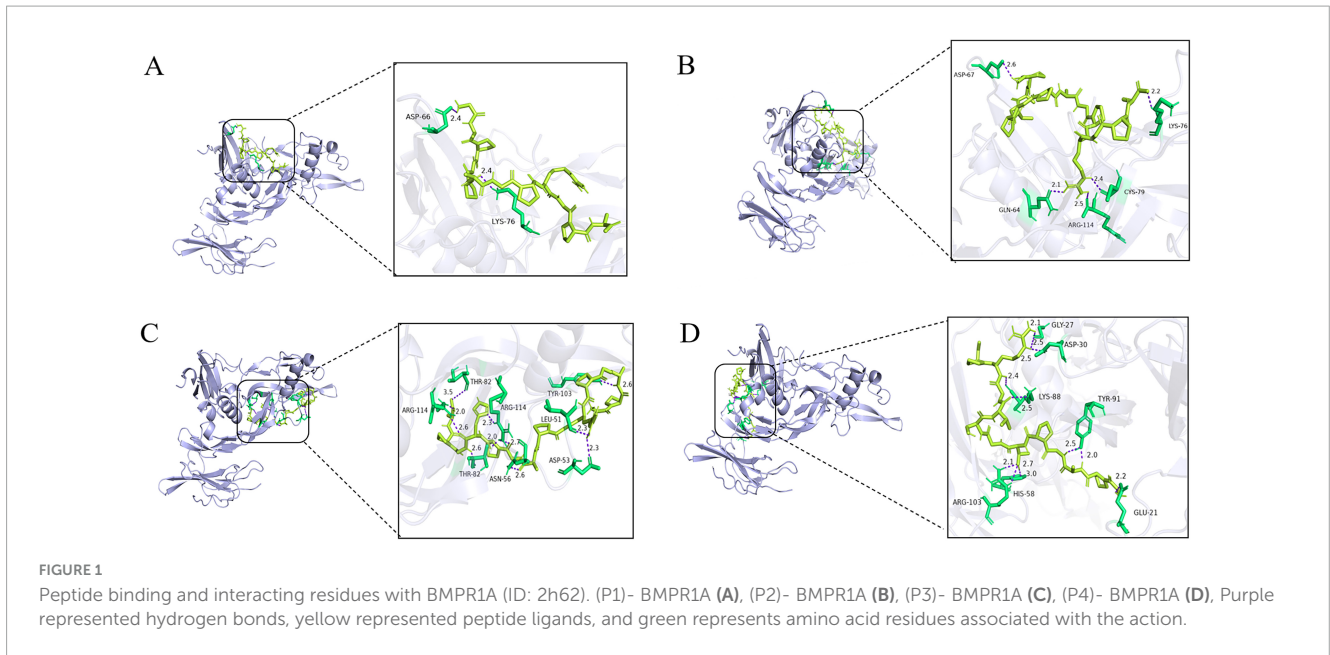 A
ASP-66
2.4
2.4
LYS-76
B
ASP-67
2.6
2.2
LYS-76
2.1
2.4
CYS-79
GLN-64
2.5
ARG-114
C
THR-82
TYR-103
2.6
3.5
ARG-114
2.0
ARG-114
2.3
LEU-51
2.6
2.3
2.7
2.6
2.3
THR-82
ASN-56
2.6
ASP-53
D
2.1
GLY-27
2.5
ASP-30
2.5
2.4
LYS-88
TYR-91
2.5
2.5
2.1
2.7
2.0
3.0
2.2
ARG-103
HIS-58
GLU-21
FIGURE 1
Peptide binding and interacting residues with BMPR1A (ID: 2h62). (P1)- BMPR1A (A), (P2)- BMPR1A (B), (P3)- BMPR1A (C), (P4)- BMPR1A (D), Purple
represented hydrogen bonds, yellow represented peptide ligands, and green represents amino acid residues associated with the action.